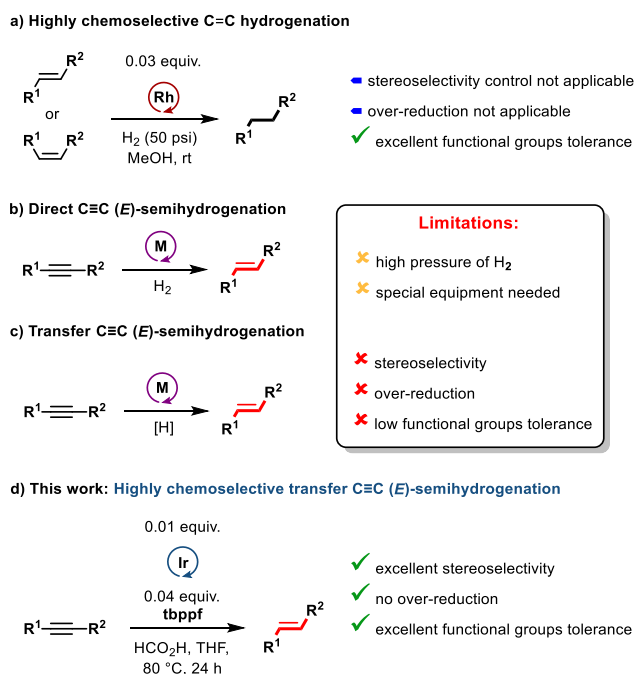 a) Highly chemoselective C=C hydrogenation
R²
R¹
or
R¹ R²
0.03 equiv.
Rh
H₂ (50 psi)
MeOH, rt
R²
R¹
stereoselectivity control not applicable
over-reduction not applicable
✓ excellent functional groups tolerance
b) Direct C≡C (E)-semihydrogenation
R¹ R²
M
H₂
R²
R¹
c) Transfer C≡C (E)-semihydrogenation
R¹ R²
M
[H]
R²
R¹
Limitations:
✘ high pressure of H₂
✘ special equipment needed
✘ stereoselectivity
✘ over-reduction
✘ low functional groups tolerance
d) This work: Highly chemoselective transfer C≡C (E)-semihydrogenation
R¹ R²
0.01 equiv.
Ir
0.04 equiv.
tbppf
HCO₂H, THF,
80 °C, 24 h
R²
R¹
✓ excellent stereoselectivity
✓ no over-reduction
✓ excellent functional groups tolerance